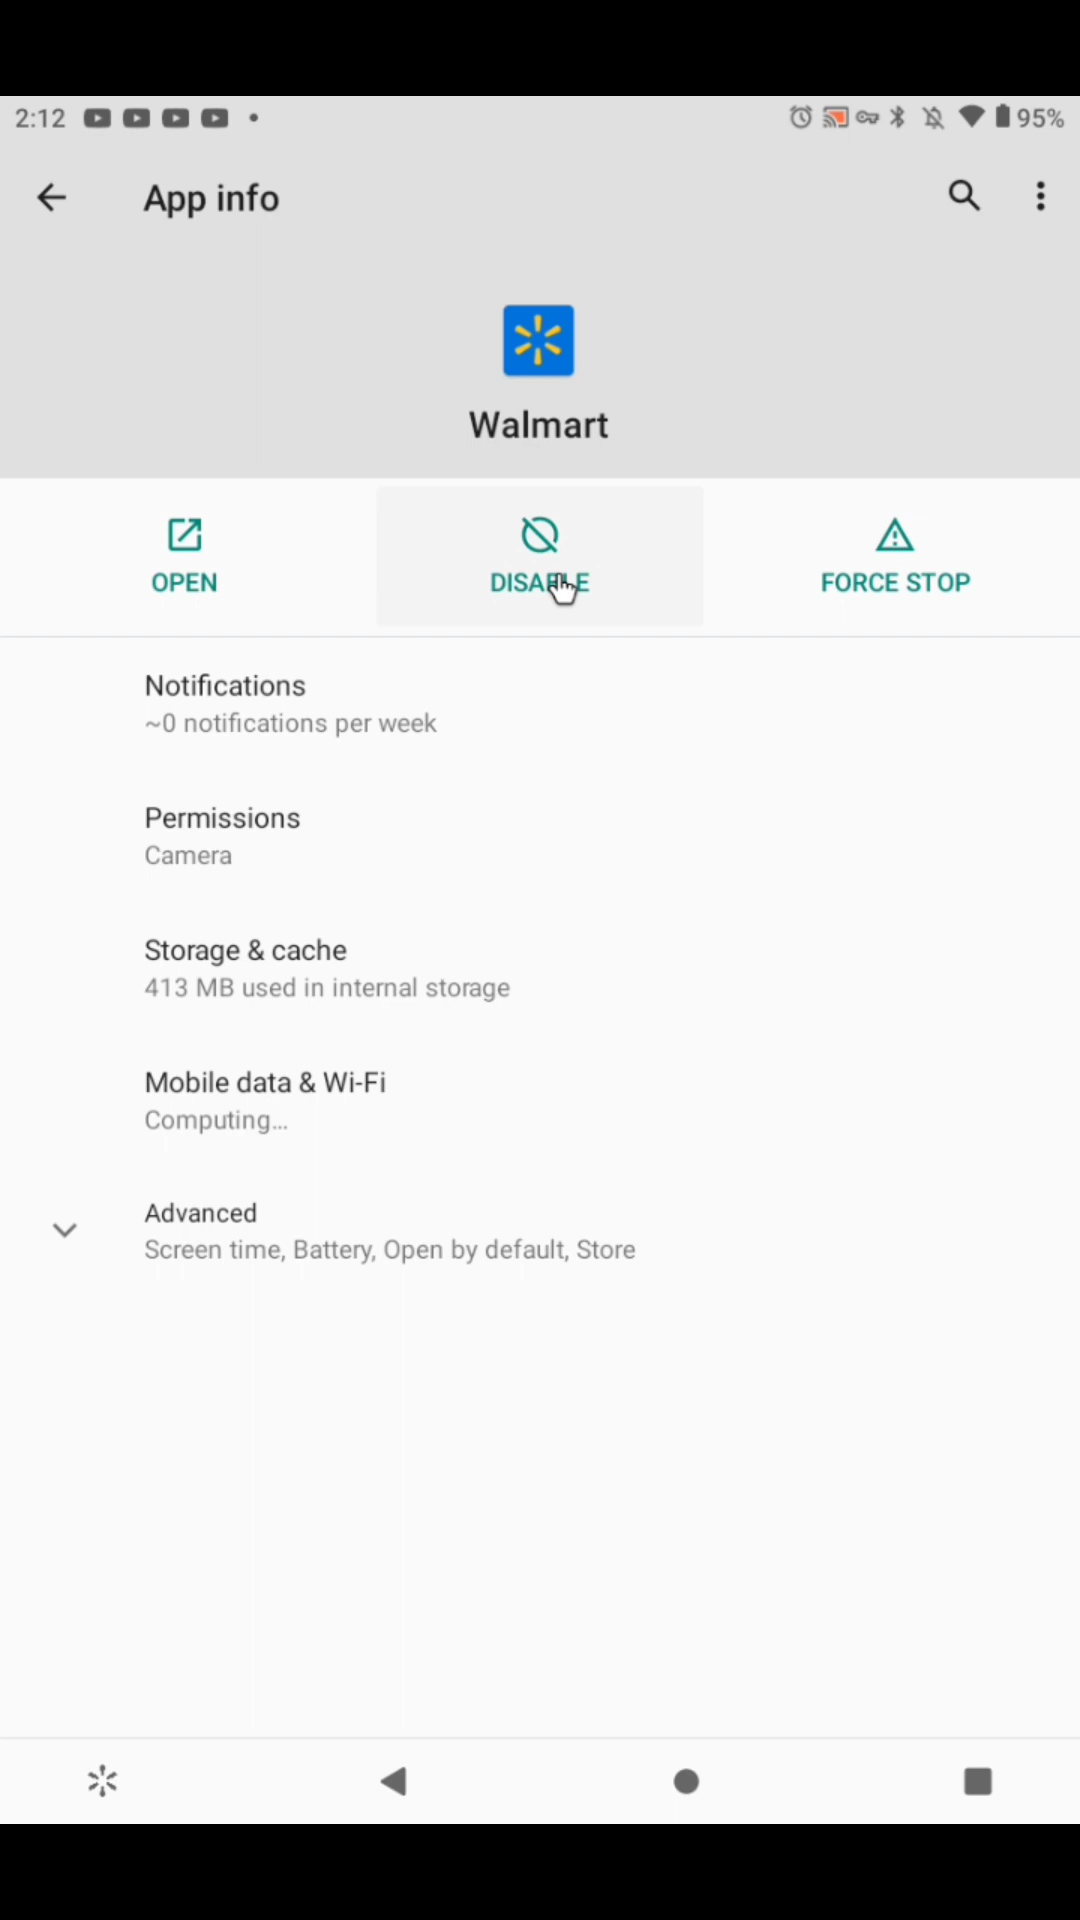 2:12 95%
App info
Walmart
OPEN
DISABLE
FORCE STOP
Notifications
~0 notifications per week
Permissions
Camera
Storage & cache
413 MB used in internal storage
Mobile data & Wi-Fi
Computing…
Advanced
Screen time, Battery, Open by default, Store